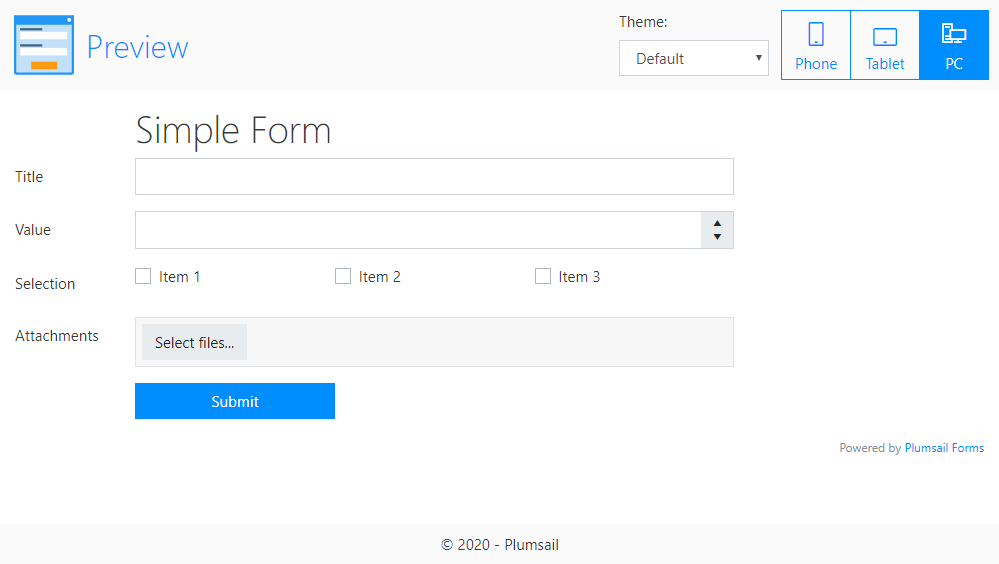 Preview
Theme:
Default
Phone
Tablet
PC
Simple Form
Title
Value
Selection
Item 1
Item 2
Item 3
Attachments
Select files...
Submit
Powered by Plumsail Forms
© 2020 - Plumsail